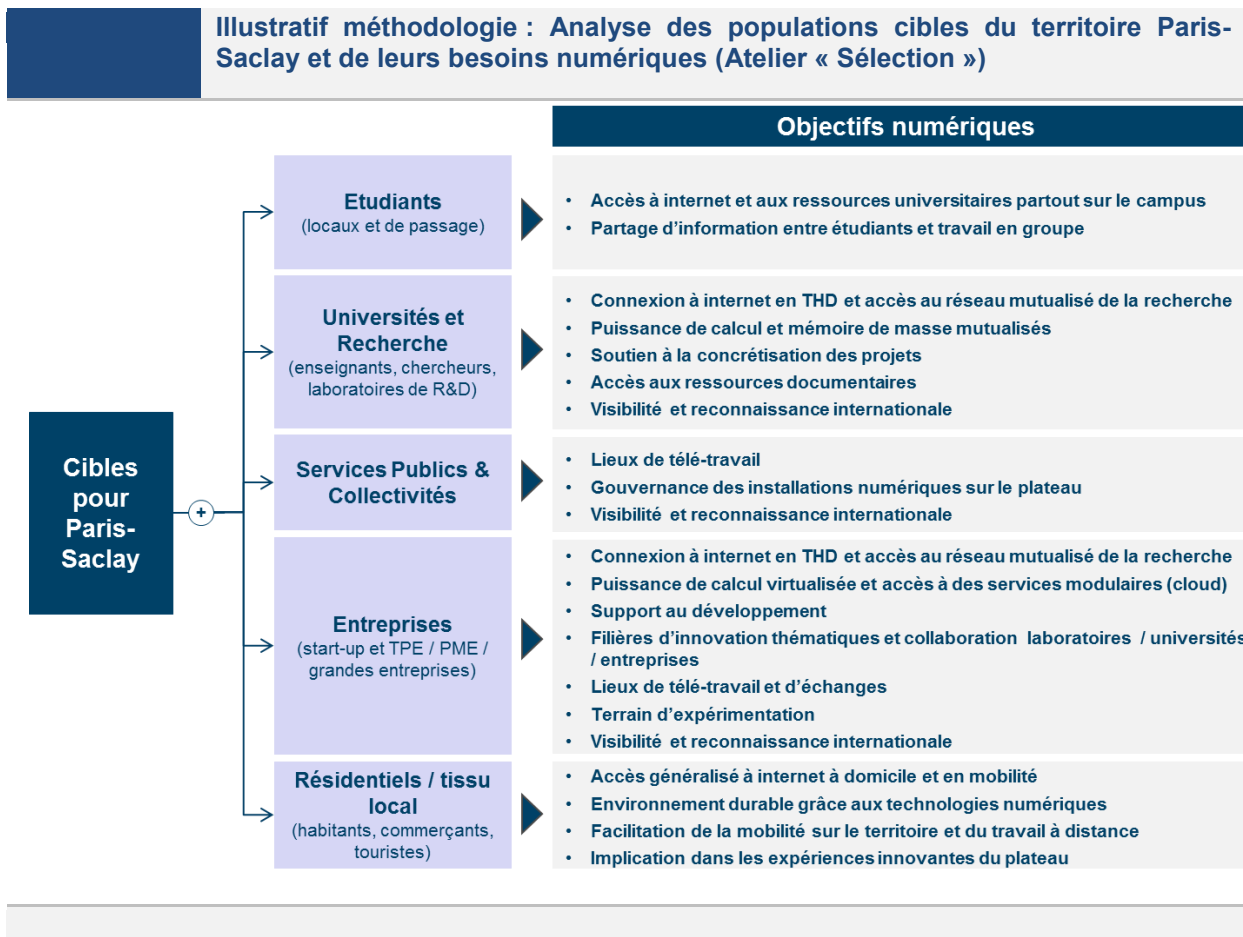 Illustratif méthodologie : Analyse des populations cibles du territoire Paris-
Saclay et de leurs besoins numériques (Atelier « Sélection »)
Objectifs numériques
Cibles
pour
Paris-
Saclay
+
Etudiants
(locaux et de passage)
• Accès à internet et aux ressources universitaires partout sur le campus
• Partage d'information entre étudiants et travail en groupe
Universités et
Recherche
(enseignants, chercheurs,
laboratoires de R&D)
• Connexion à internet en THD et accès au réseau mutualisé de la recherche
• Puissance de calcul et mémoire de masse mutualisés
• Soutien à la concrétisation des projets
• Accès aux ressources documentaires
• Visibilité et reconnaissance internationale
Services Publics &
Collectivités
• Lieux de télé-travail
• Gouvernance des installations numériques sur le plateau
• Visibilité et reconnaissance internationale
Entreprises
(start-up et TPE / PME /
grandes entreprises)
• Connexion à internet en THD et accès au réseau mutualisé de la recherche
• Puissance de calcul virtualisée et accès à des services modulaires (cloud)
• Support au développement
• Filières d'innovation thématiques et collaboration laboratoires / universités
/ entreprises
• Lieux de télé-travail et d'échanges
• Terrain d'expérimentation
• Visibilité et reconnaissance internationale
Résidentiels / tissu
local
(habitants, commerçants,
touristes)
• Accès généralisé à internet à domicile et en mobilité
• Environnement durable grâce aux technologies numériques
• Facilitation de la mobilité sur le territoire et du travail à distance
• Implication dans les expériences innovantes du plateau